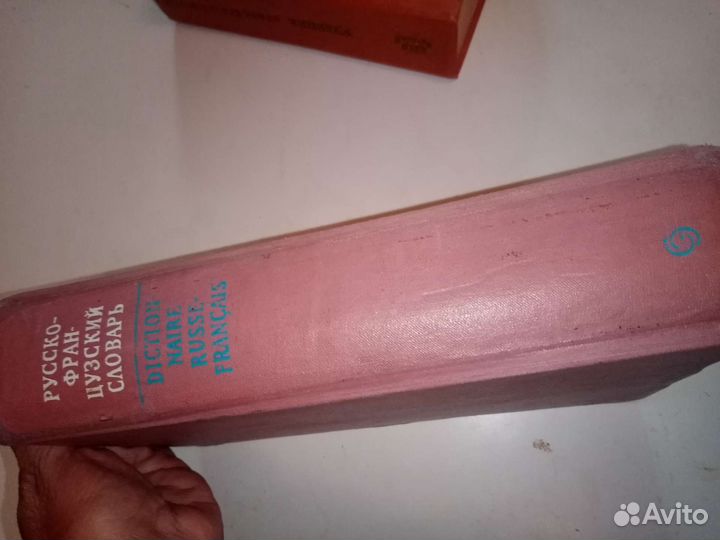 РУССКО-
ФРАН-
ЦУЗСКИЙ
СЛОВАРЬ
DICTION
NAIRE
RUSSE-
FRANÇAIS
Avito